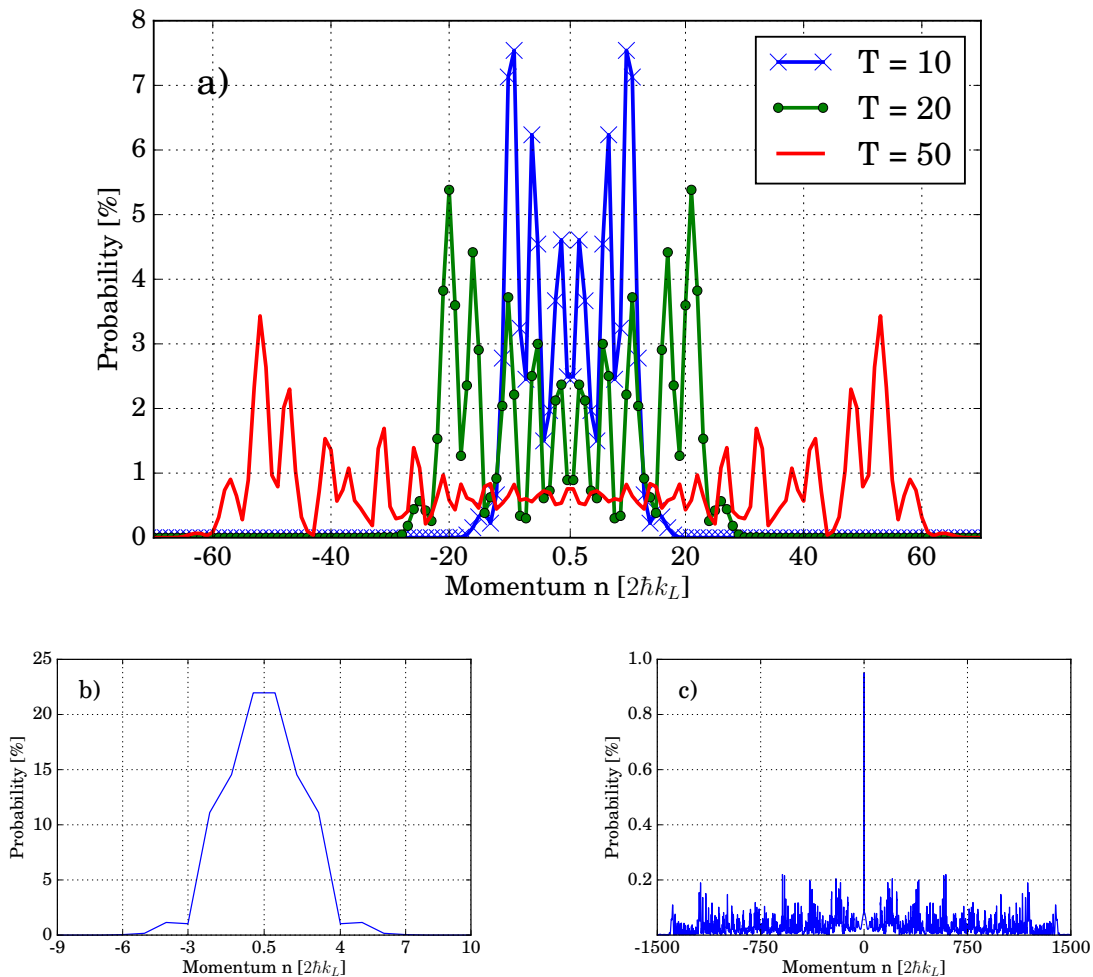 a)
8
7
6
5
4
3
2
1
0
Probability [%]
T = 10
T = 20
T = 50
-60 -40 -20 0.5 20 40 60
Momentum n [2ħk_L]
b)
25
20
15
10
5
0
Probability [%]
-9 -6 -3 0.5 4 7 10
Momentum n [2ħk_L]
c)
1.0
0.8
0.6
0.4
0.2
Probability [%]
-1500 -750 0 750 1500
Momentum n [2ħk_L]